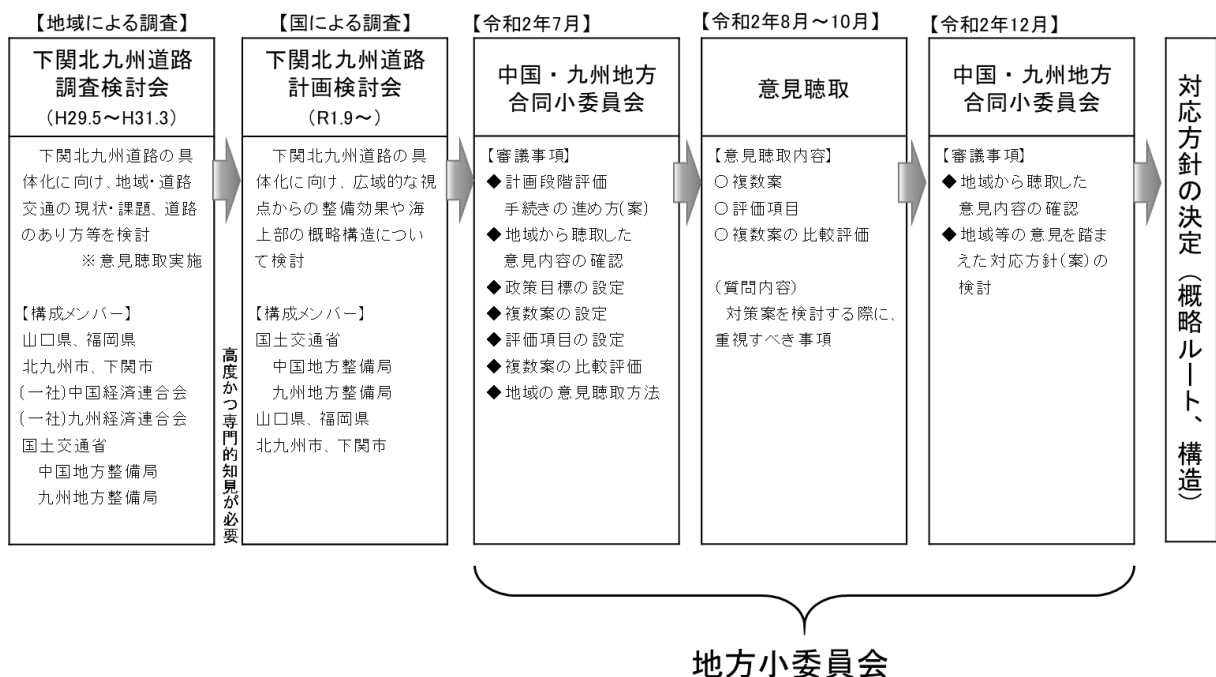 【地域による調査】
下関北九州道路
調査検討会
(H29.5～H31.3)
下関北九州道路の具
体化に向け、地域・道路
交通の現状・課題、道路
のあり方等を検討
※意見聴取実施
【構成メンバー】
山口県、福岡県
北九州市、下関市
(一社)中国経済連合会
(一社)九州経済連合会
国土交通省
中国地方整備局
九州地方整備局
高度かつ専門的知見が必要
【国による調査】
下関北九州道路
計画検討会
(R1.9～)
下関北九州道路の具
体化に向け、広域的な視
点からの整備効果や海
上部の概略構造につい
て検討
【構成メンバー】
国土交通省
中国地方整備局
九州地方整備局
山口県、福岡県
北九州市、下関市
【令和2年7月】
中国・九州地方
合同小委員会
【審議事項】
◆計画段階評価
手続きの進め方(案)
◆地域から聴取した
意見内容の確認
◆政策目標の設定
◆複数案の設定
◆評価項目の設定
◆複数案の比較評価
◆地域の意見聴取方法
【令和2年8月～10月】
意見聴取
【意見聴取内容】
○複数案
○評価項目
○複数案の比較評価
(質問内容)
対策案を検討する際に、
重視すべき事項
【令和2年12月】
中国・九州地方
合同小委員会
【審議事項】
◆地域から聴取した
意見内容の確認
◆地域等の意見を踏ま
えた対応方針(案)の
検討
対応方針の決定(概略ルート、構造)
地方小委員会